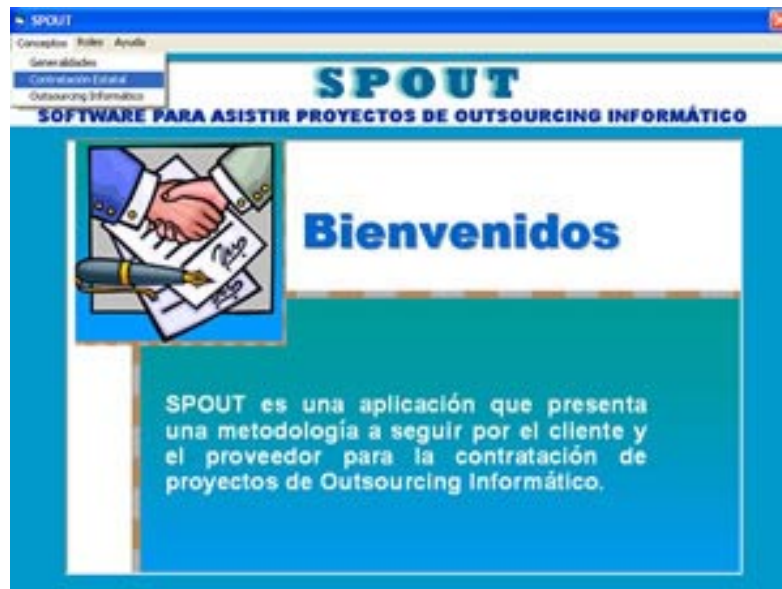 SPOUT
Conceptos Roles Ayuda
Generalidades
Contratación Estatal
Outsourcing Informático
SPOUT
SOFTWARE PARA ASISTIR PROYECTOS DE OUTSOURCING INFORMÁTICO
Bienvenidos
SPOUT es una aplicación que presenta
una metodología a seguir por el cliente y
el proveedor para la contratación de
proyectos de Outsourcing Informático.